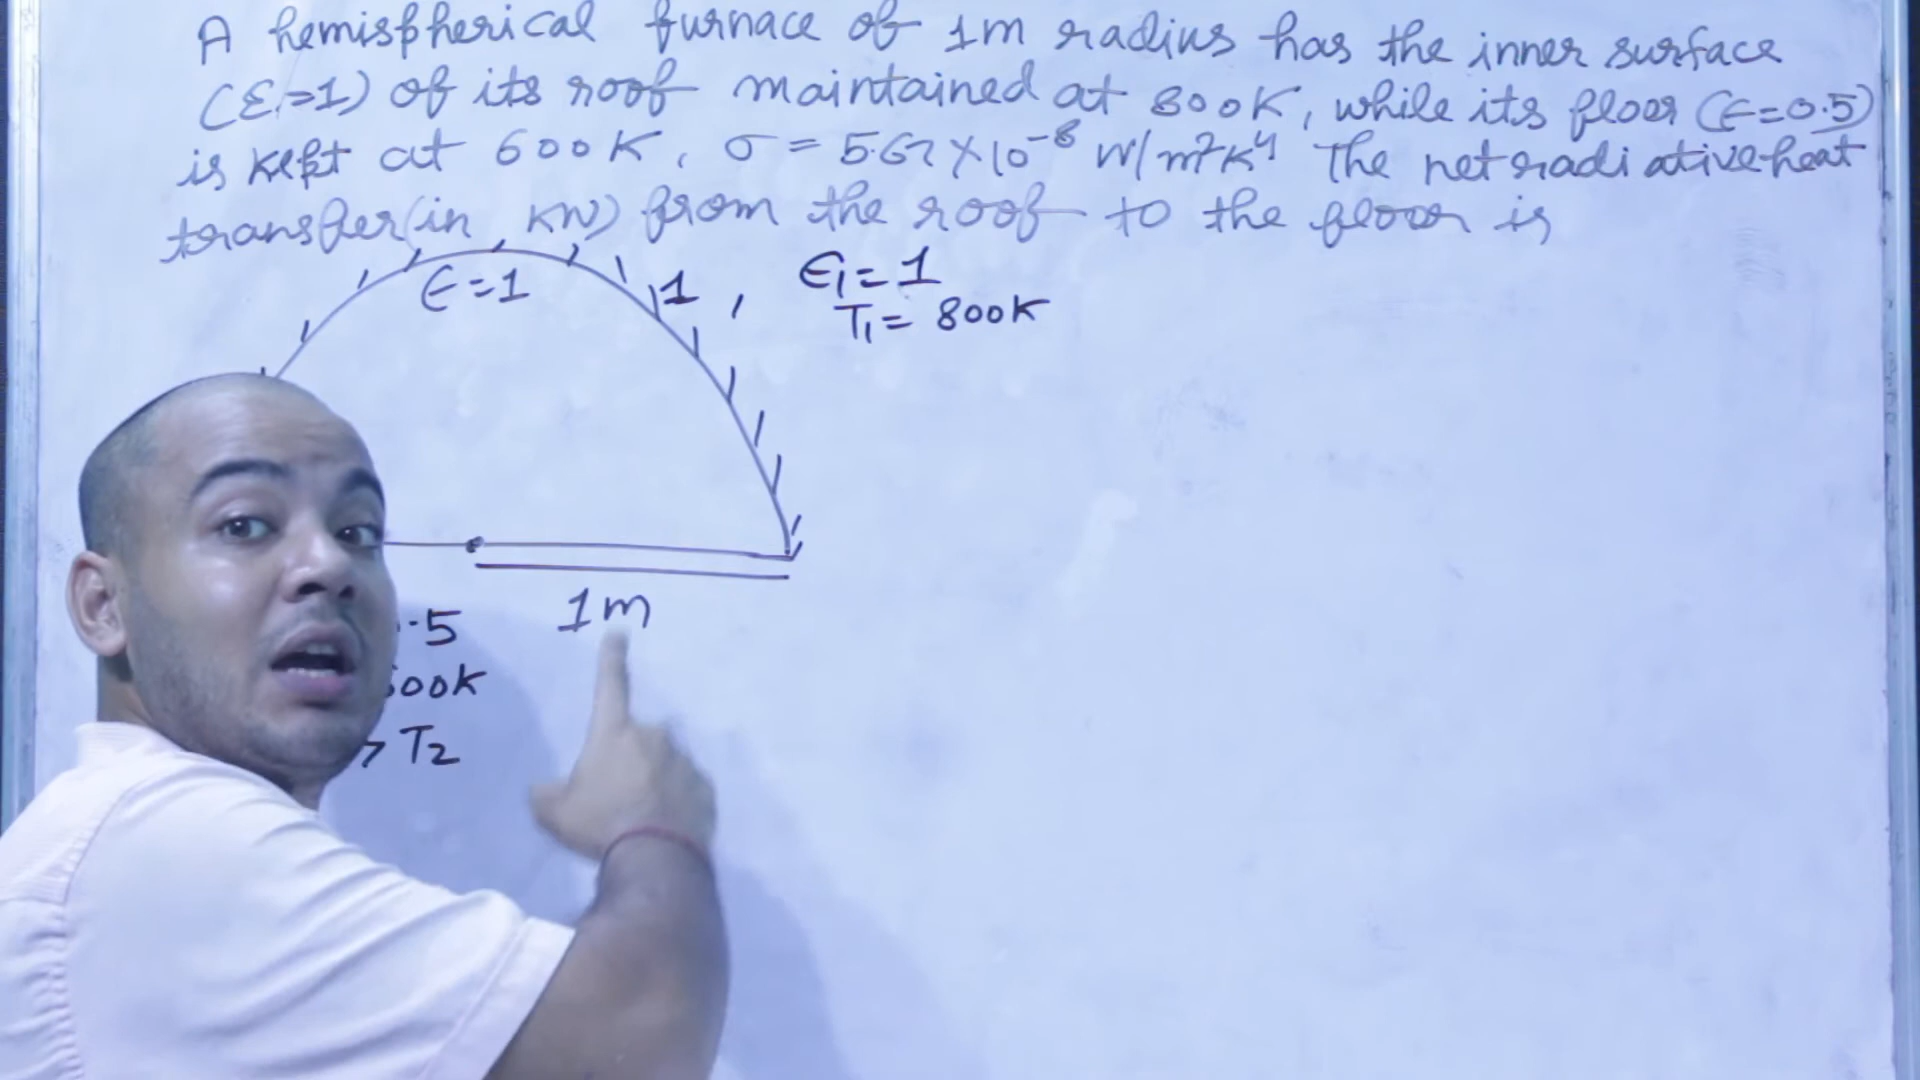 A hemispherical furnace of 1m radius has the inner surface
(ε=1) of its roof maintained at 800K, while its floor (ε=0.5)
is kept at 600K, σ = 5.67×10⁻⁸ W/m²K⁴ The net radiative heat
transfer (in KW) from the roof to the floor is
ε=1
1 , ε₁=1
T₁= 800K
1m
.5
600K
> T₂